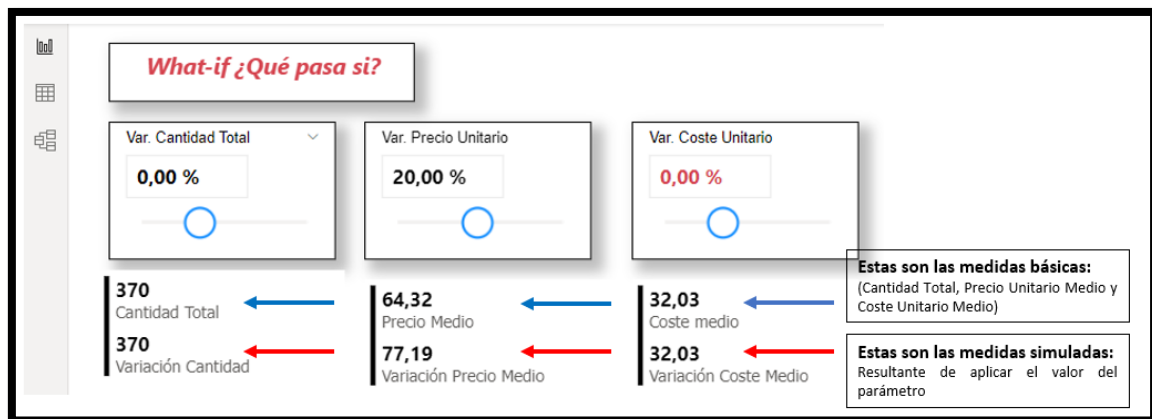 What-if ¿Qué pasa si?
Var. Cantidad Total
0,00 %
Var. Precio Unitario
20,00 %
Var. Coste Unitario
0,00 %
370
Cantidad Total
370
Variación Cantidad
64,32
Precio Medio
77,19
Variación Precio Medio
32,03
Coste medio
32,03
Variación Coste Medio
Estas son las medidas básicas:
(Cantidad Total, Precio Unitario Medio y
Coste Unitario Medio)
Estas son las medidas simuladas:
Resultante de aplicar el valor del
parámetro